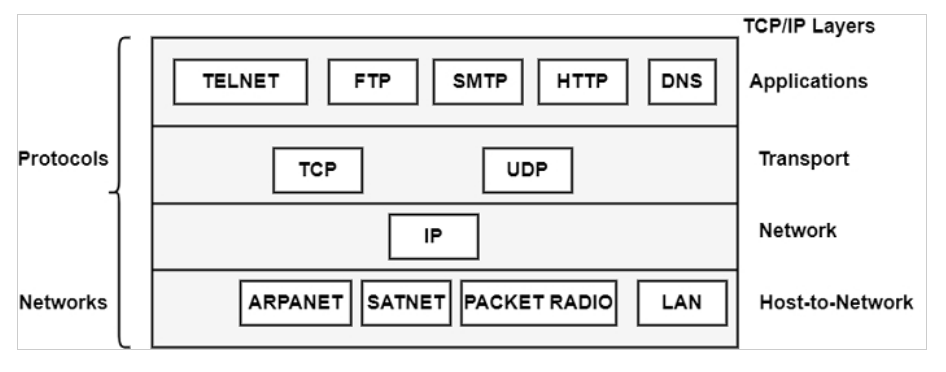 TCP/IP Layers
TELNET FTP SMTP HTTP DNS Applications
Protocols TCP UDP Transport
IP Network
Networks ARPANET SATNET PACKET RADIO LAN Host-to-Network